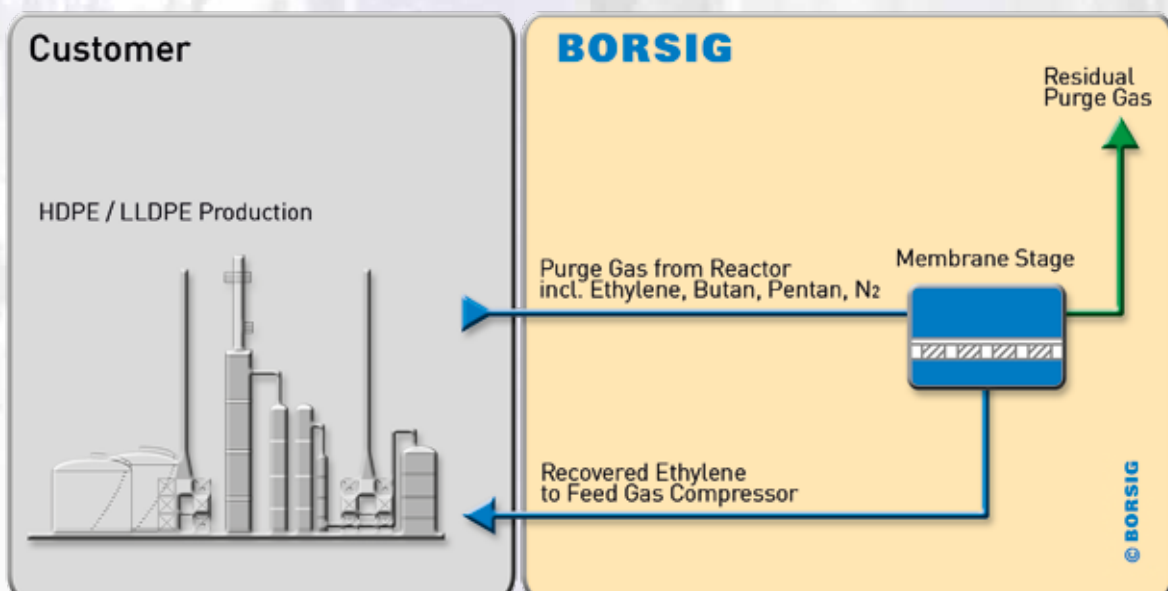 Customer
BORSIG
Residual
Purge Gas
HDPE / LLDPE Production
Purge Gas from Reactor
incl. Ethylene, Butan, Pentan, N₂
Membrane Stage
Recovered Ethylene
to Feed Gas Compressor
© BORSIG